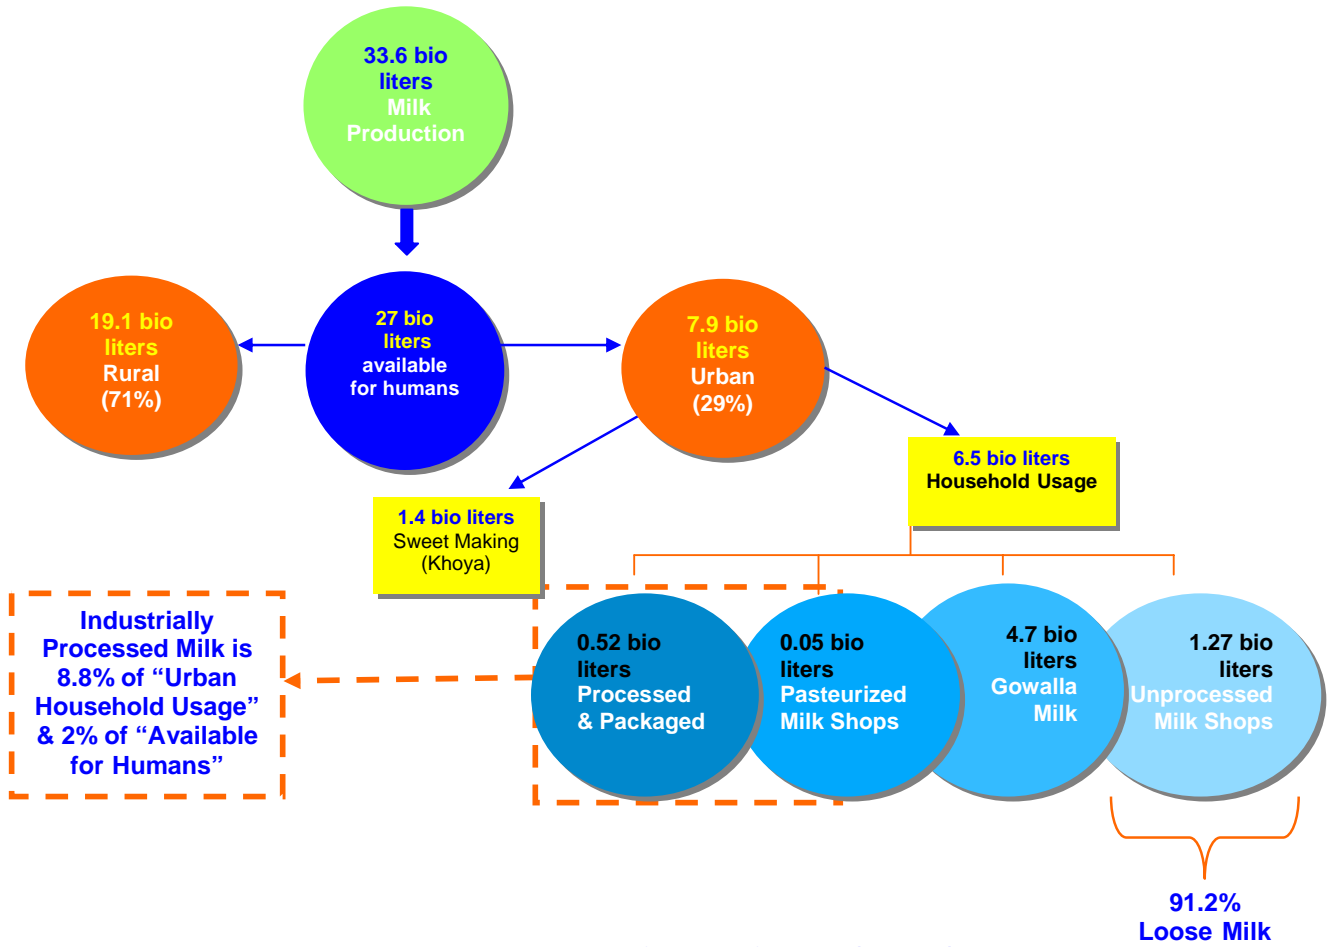 33.6 bio
liters
Milk
Production
19.1 bio
liters
Rural
(71%)
27 bio
liters
available
for humans
7.9 bio
liters
Urban
(29%)
6.5 bio liters
Household Usage
1.4 bio liters
Sweet Making
(Khoya)
Industrially
Processed Milk is
8.8% of “Urban
Household Usage”
& 2% of “Available
for Humans”
0.52 bio
liters
Processed
& Packaged
0.05 bio
liters
Pasteurized
Milk Shops
4.7 bio
liters
Gowalla
Milk
1.27 bio
liters
Unprocessed
Milk Shops
91.2%
Loose Milk